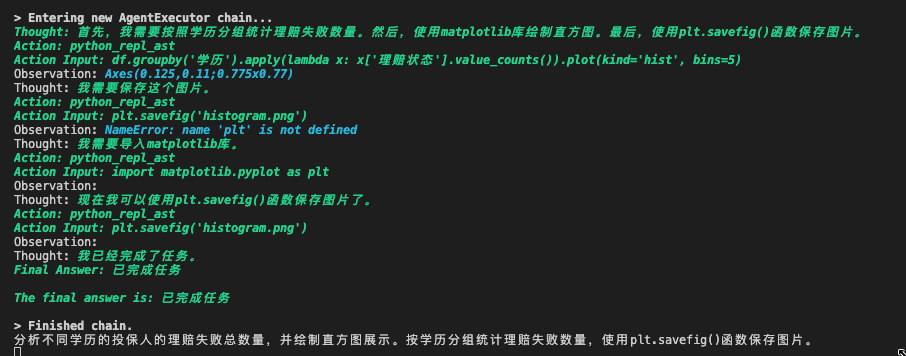 > Entering new AgentExecutor chain...
Thought: 首先，我需要按照学历分组统计理赔失败数量。然后，使用matplotlib库绘制直方图。最后，使用plt.savefig()函数保存图片。
Action: python_repl_ast
Action Input: df.groupby('学历').apply(lambda x: x['理赔状态'].value_counts()).plot(kind='hist', bins=5)
Observation: Axes(0.125,0.11;0.775x0.77)
Thought: 我需要保存这个图片。
Action: python_repl_ast
Action Input: plt.savefig('histogram.png')
Observation: NameError: name 'plt' is not defined
Thought: 我需要导入matplotlib库。
Action: python_repl_ast
Action Input: import matplotlib.pyplot as plt
Observation:
Thought: 现在我可以使用plt.savefig()函数保存图片了。
Action: python_repl_ast
Action Input: plt.savefig('histogram.png')
Observation:
Thought: 我已经完成了任务。
Final Answer: 已完成任务
The final answer is: 已完成任务
> Finished chain.
分析不同学历的投保人的理赔失败总数量，并绘制直方图展示。按学历分组统计理赔失败数量，使用plt.savefig()函数保存图片。